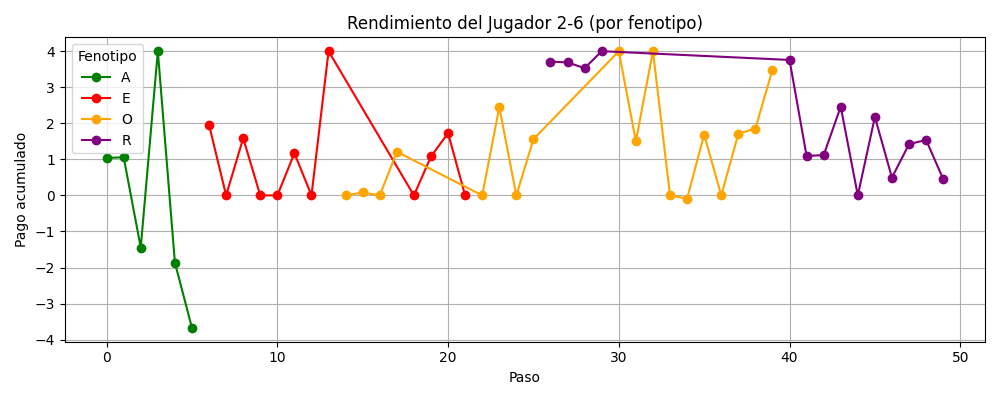 Rendimiento del Jugador 2-6 (por fenotipo)
Pago acumulado
4
3
2
1
0
−1
−2
−3
−4
Fenotipo
A
E
O
R
0
10
20
30
40
50
Paso